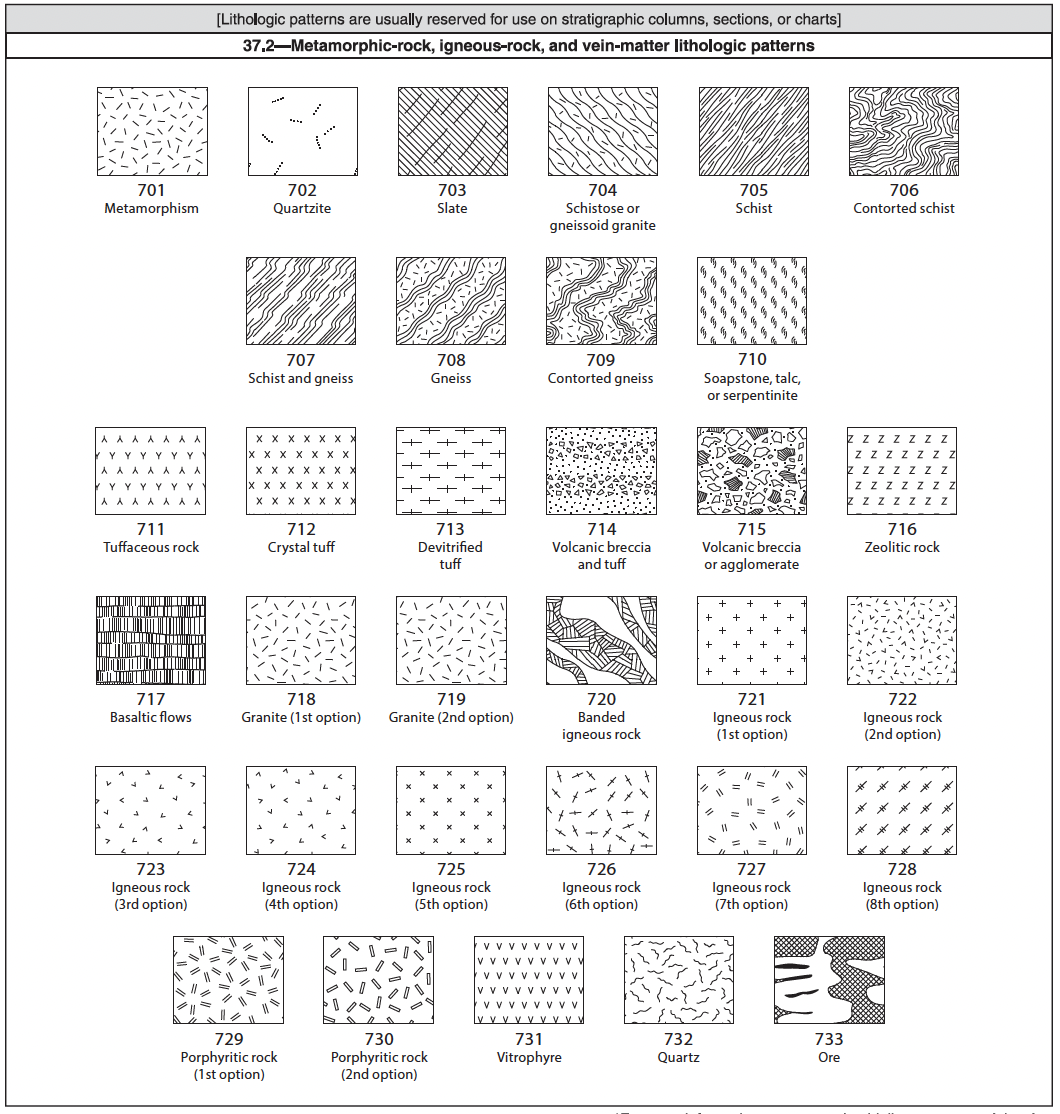 [Lithologic patterns are usually reserved for use on stratigraphic columns, sections, or charts]
37.2—Metamorphic-rock, igneous-rock, and vein-matter lithologic patterns
701
Metamorphism
702
Quartzite
703
Slate
704
Schistose or
gneissoid granite
705
Schist
706
Contorted schist
707
Schist and gneiss
708
Gneiss
709
Contorted gneiss
710
Soapstone, talc,
or serpentinite
711
Tuffaceous rock
712
Crystal tuff
713
Devitrified
tuff
714
Volcanic breccia
and tuff
715
Volcanic breccia
or agglomerate
716
Zeolitic rock
717
Basaltic flows
718
Granite (1st option)
719
Granite (2nd option)
720
Banded
igneous rock
721
Igneous rock
(1st option)
722
Igneous rock
(2nd option)
723
Igneous rock
(3rd option)
724
Igneous rock
(4th option)
725
Igneous rock
(5th option)
726
Igneous rock
(6th option)
727
Igneous rock
(7th option)
728
Igneous rock
(8th option)
729
Porphyritic rock
(1st option)
730
Porphyritic rock
(2nd option)
731
Vitrophyre
732
Quartz
733
Ore